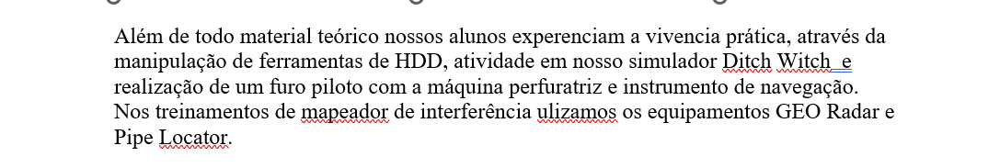 Além de todo material teórico nossos alunos experenciam a vivencia prática, através da
manipulação de ferramentas de HDD, atividade em nosso simulador Ditch Witch  e
realização de um furo piloto com a máquina perfuratriz e instrumento de navegação.
Nos treinamentos de mapeador de interferência ulizamos os equipamentos GEO Radar e
Pipe Locator.